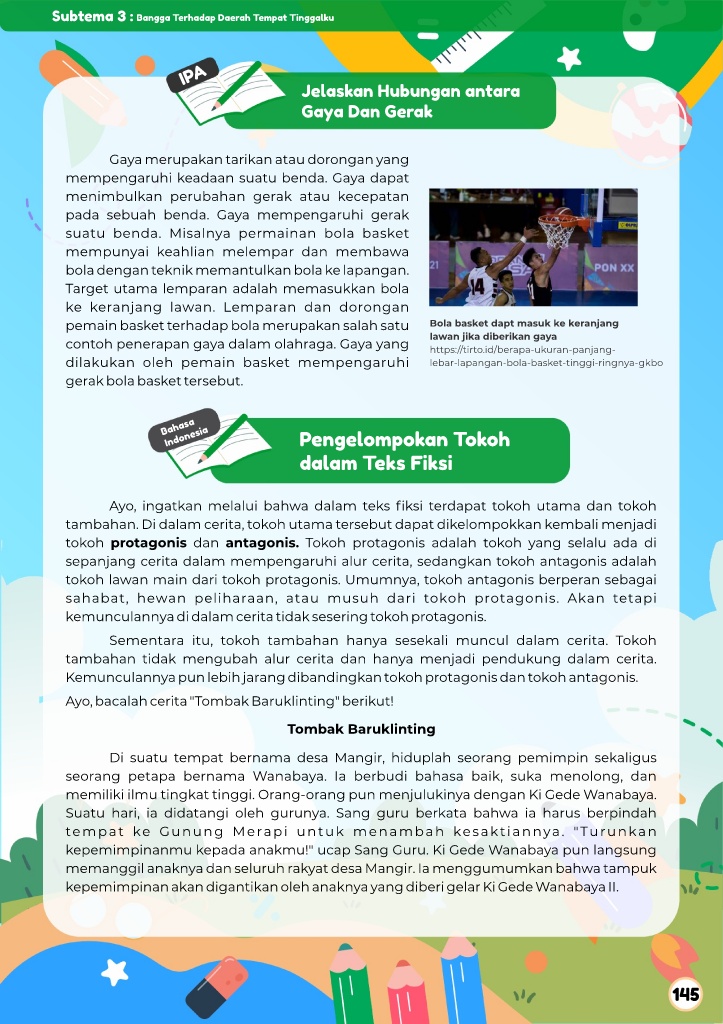 Subtema 3 : Bangga Terhadap Daerah Tempat Tinggalku
IPA
Jelaskan Hubungan antara
Gaya Dan Gerak
Gaya merupakan tarikan atau dorongan yang
mempengaruhi keadaan suatu benda. Gaya dapat
menimbulkan perubahan gerak atau kecepatan
pada sebuah benda. Gaya mempengaruhi gerak
suatu benda. Misalnya permainan bola basket
mempunyai keahlian melempar dan membawa
bola dengan teknik memantulkan bola ke lapangan.
Target utama lemparan adalah memasukkan bola
ke keranjang lawan. Lemparan dan dorongan
pemain basket terhadap bola merupakan salah satu
contoh penerapan gaya dalam olahraga. Gaya yang
dilakukan oleh pemain basket mempengaruhi
gerak bola basket tersebut.
21
14
PON XX
Bola basket dapt masuk ke keranjang
lawan jika diberikan gaya
https://tirto.id/berapa-ukuran-panjang-
lebar-lapangan-bola-basket-tinggi-ringnya-gkbo
Bahasa
Indonesia
Pengelompokan Tokoh
dalam Teks Fiksi
Ayo, ingatkan melalui bahwa dalam teks fiksi terdapat tokoh utama dan tokoh
tambahan. Di dalam cerita, tokoh utama tersebut dapat dikelompokkan kembali menjadi
tokoh protagonis dan antagonis. Tokoh protagonis adalah tokoh yang selalu ada di
sepanjang cerita dalam mempengaruhi alur cerita, sedangkan tokoh antagonis adalah
tokoh lawan main dari tokoh protagonis. Umumnya, tokoh antagonis berperan sebagai
sahabat, hewan peliharaan, atau musuh dari tokoh protagonis. Akan tetapi
kemunculannya di dalam cerita tidak sesering tokoh protagonis.
Sementara itu, tokoh tambahan hanya sesekali muncul dalam cerita. Tokoh
tambahan tidak mengubah alur cerita dan hanya menjadi pendukung dalam cerita.
Kemunculannya pun lebih jarang dibandingkan tokoh protagonis dan tokoh antagonis.
Ayo, bacalah cerita "Tombak Baruklinting" berikut!
Tombak Baruklinting
Di suatu tempat bernama desa Mangir, hiduplah seorang pemimpin sekaligus
seorang petapa bernama Wanabaya. Ia berbudi bahasa baik, suka menolong, dan
memiliki ilmu tingkat tinggi. Orang-orang pun menjulukinya dengan Ki Gede Wanabaya.
Suatu hari, ia didatangi oleh gurunya. Sang guru berkata bahwa ia harus berpindah
tempat ke Gunung Merapi untuk menambah kesaktiannya. "Turunkan
kepemimpinanmu kepada anakmu!" ucap Sang Guru. Ki Gede Wanabaya pun langsung
memanggil anaknya dan seluruh rakyat desa Mangir. Ia menggumumkan bahwa tampuk
kepemimpinan akan digantikan oleh anaknya yang diberi gelar Ki Gede Wanabaya II.
145